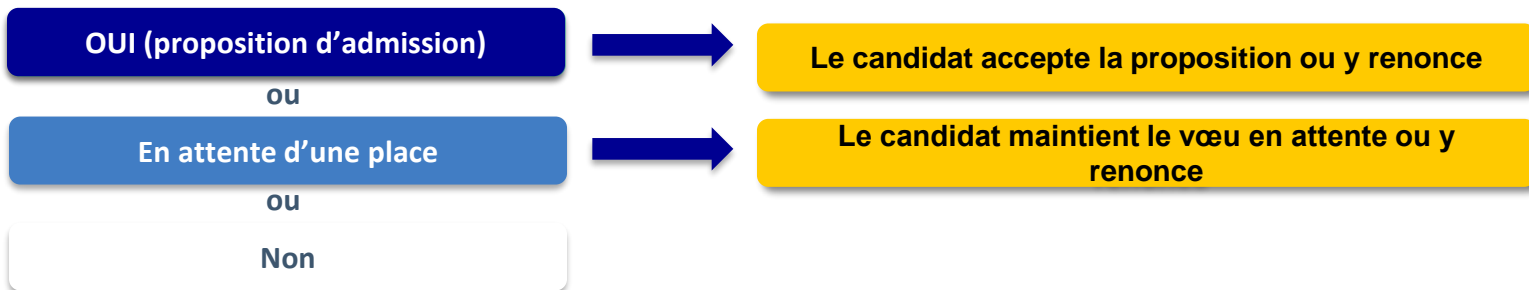 OUI (proposition d’admission)
Le candidat accepte la proposition ou y renonce
ou
En attente d’une place
Le candidat maintient le vœu en attente ou y
renonce
ou
Non